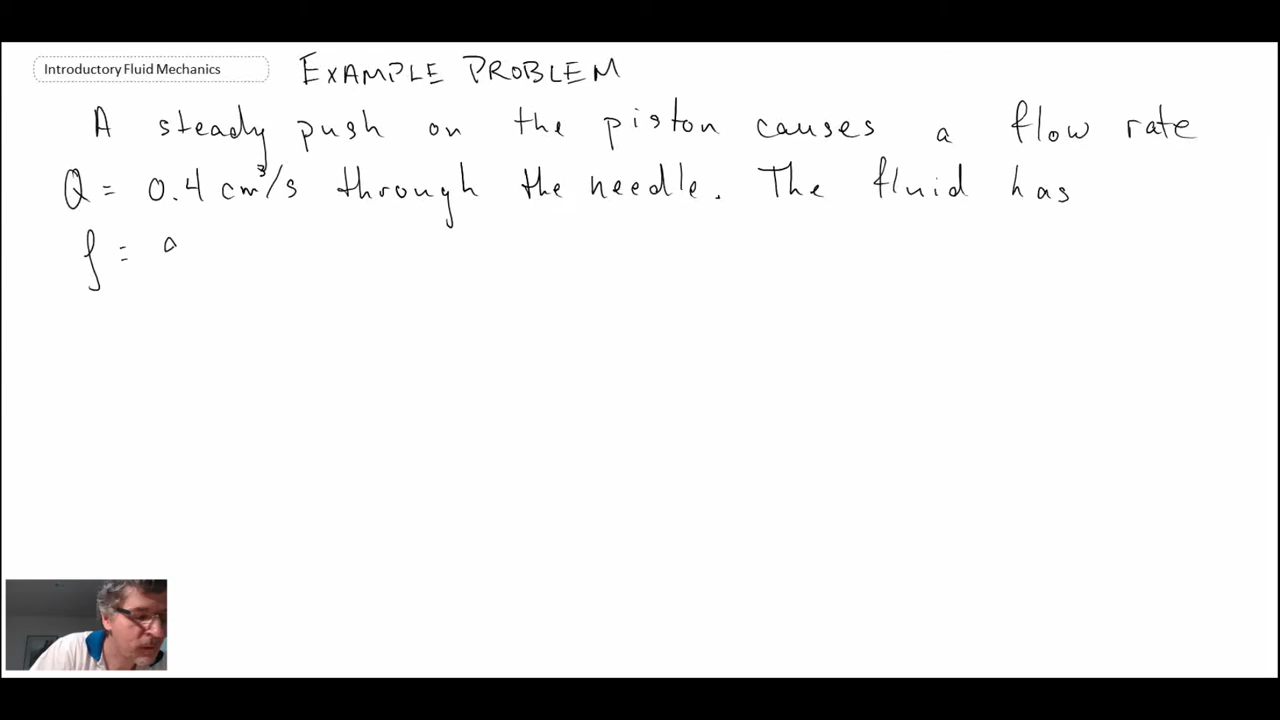 Introductory Fluid Mechanics
EXAMPLE PROBLEM
A steady push on the piston causes a flow rate
Q = 0.4 cm³/s through the needle. The fluid has
ρ =